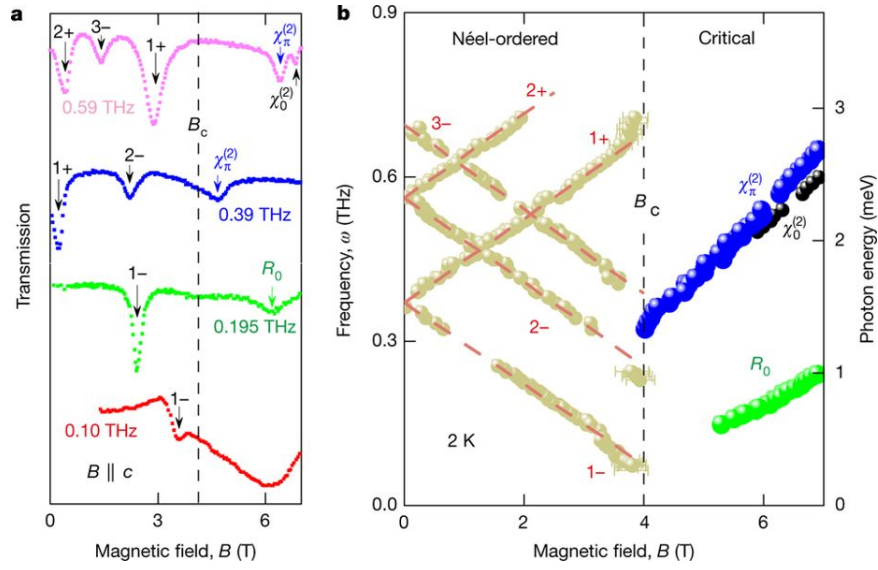 a
2+
3–
1+
χπ(2)
χ0(2)
0.59 THz
Bc
1+
2–
χπ(2)
0.39 THz
1–
R0
0.195 THz
1–
0.10 THz
B || c
Transmission
0
3
6
Magnetic field, B (T)
b
0.9
0.6
0.3
0.0
Frequency, ω (THz)
Néel-ordered
Critical
2+
3–
1+
Bc
χπ(2)
χ0(2)
2–
R0
2 K
1–
0
2
4
6
Magnetic field, B (T)
3
2
1
0
Photon energy (meV)